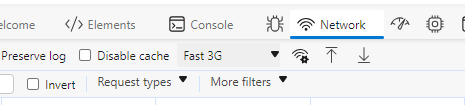 elcome Elements Console Network
Preserve log Disable cache Fast 3G
Invert Request types More filters